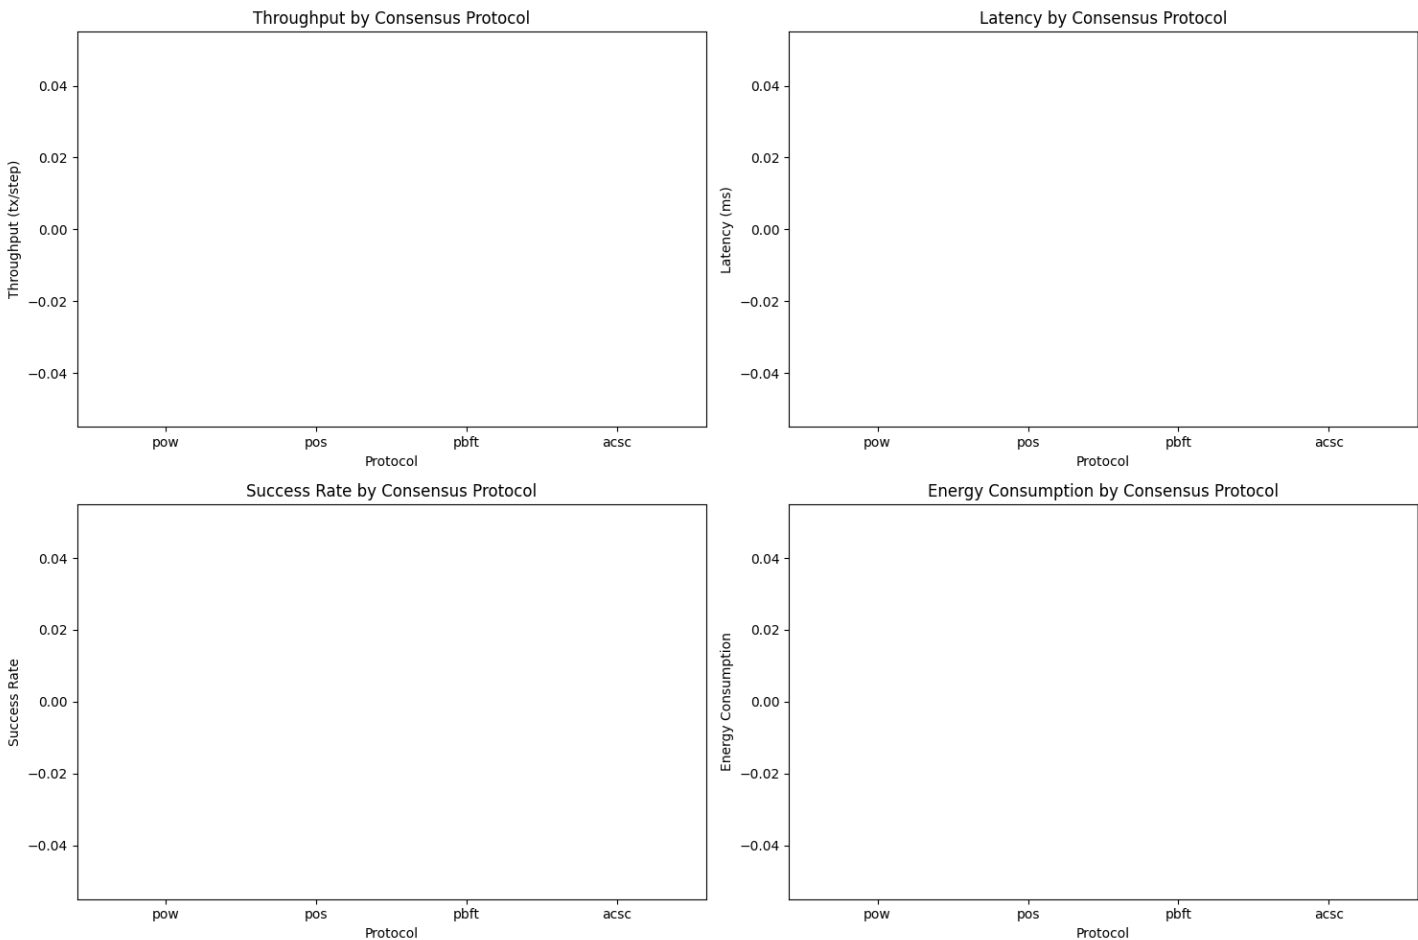 Throughput by Consensus Protocol
Throughput (tx/step)
0.04
0.02
0.00
−0.02
−0.04
pow pos pbft acsc
Protocol
Latency by Consensus Protocol
Latency (ms)
0.04
0.02
0.00
−0.02
−0.04
pow pos pbft acsc
Protocol
Success Rate by Consensus Protocol
Success Rate
0.04
0.02
0.00
−0.02
−0.04
pow pos pbft acsc
Protocol
Energy Consumption by Consensus Protocol
Energy Consumption
0.04
0.02
0.00
−0.02
−0.04
pow pos pbft acsc
Protocol